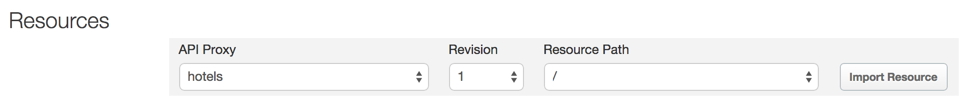 Resources
API Proxy Revision Resource Path
hotels 1 / Import Resource